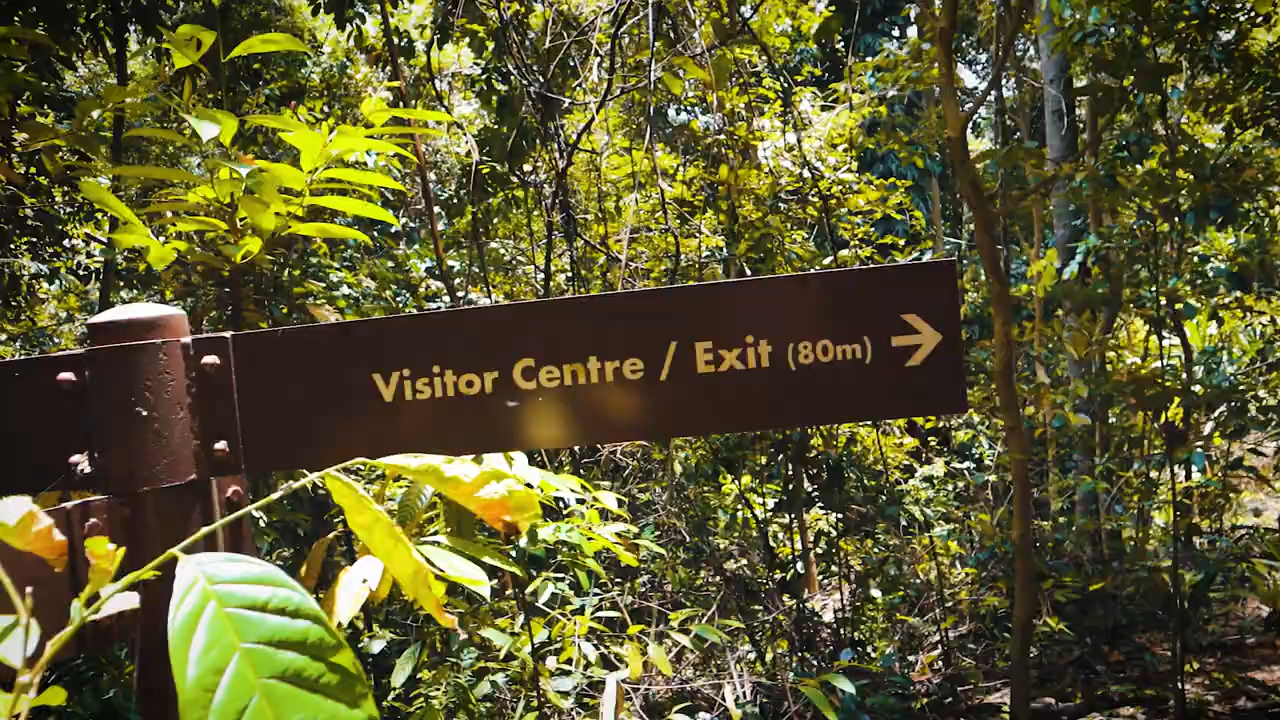 Visitor Centre / Exit (80m) →